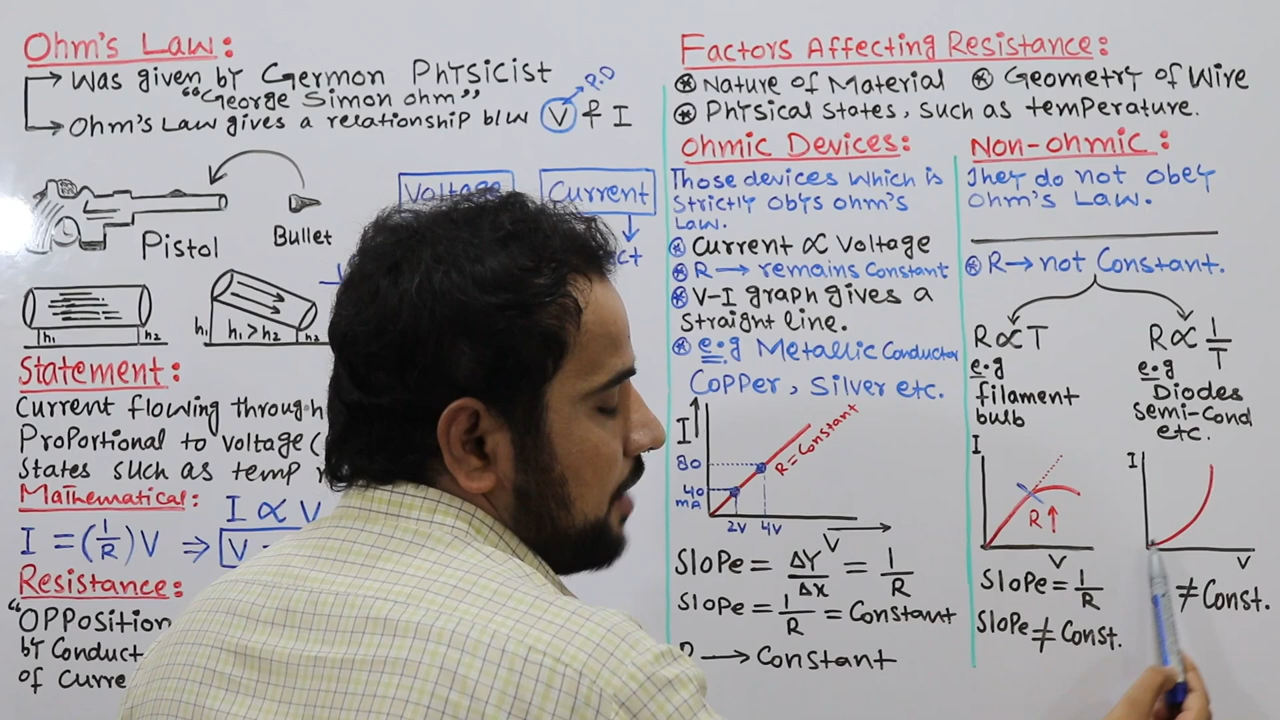 Ohm's Law:
Was given by Germon Physicist
"George Simon ohm"
Ohm's Law gives a relationship b/w V & I
P.D
Pistol
Bullet
Voltage
Current
h₁
h₂
h₁
h₁ > h₂
h₂
Statement:
Current flowing through
Proportional to voltage (
States such as temp
Mathematical:
I ∝ V
I = (1/R) V ⇒ V =
Resistance:
"Opposition
by Conduct
of Curre
Factors Affecting Resistance:
Nature of Material
Geometry of Wire
Physical states, such as temperature.
Ohmic Devices:
Those devices which is
strictly obys ohm's
Law.
Current ∝ Voltage
R → remains Constant
V-I graph gives a
straight line.
e.g Metallic Conductor
Copper, Silver etc.
I
80
40
mA
2V
4V
V
R = Constant
Slope = ΔY/Δx = 1/R
Slope = 1/R = Constant
R → Constant
Non-ohmic:
They do not obey
Ohm's Law.
R → not Constant.
R ∝ T
e.g
filament
bulb
I
R ↑
V
Slope = 1/R
Slope ≠ Const.
R ∝ 1/T
e.g
Diodes
semi-cond
etc.
I
V
≠ Const.